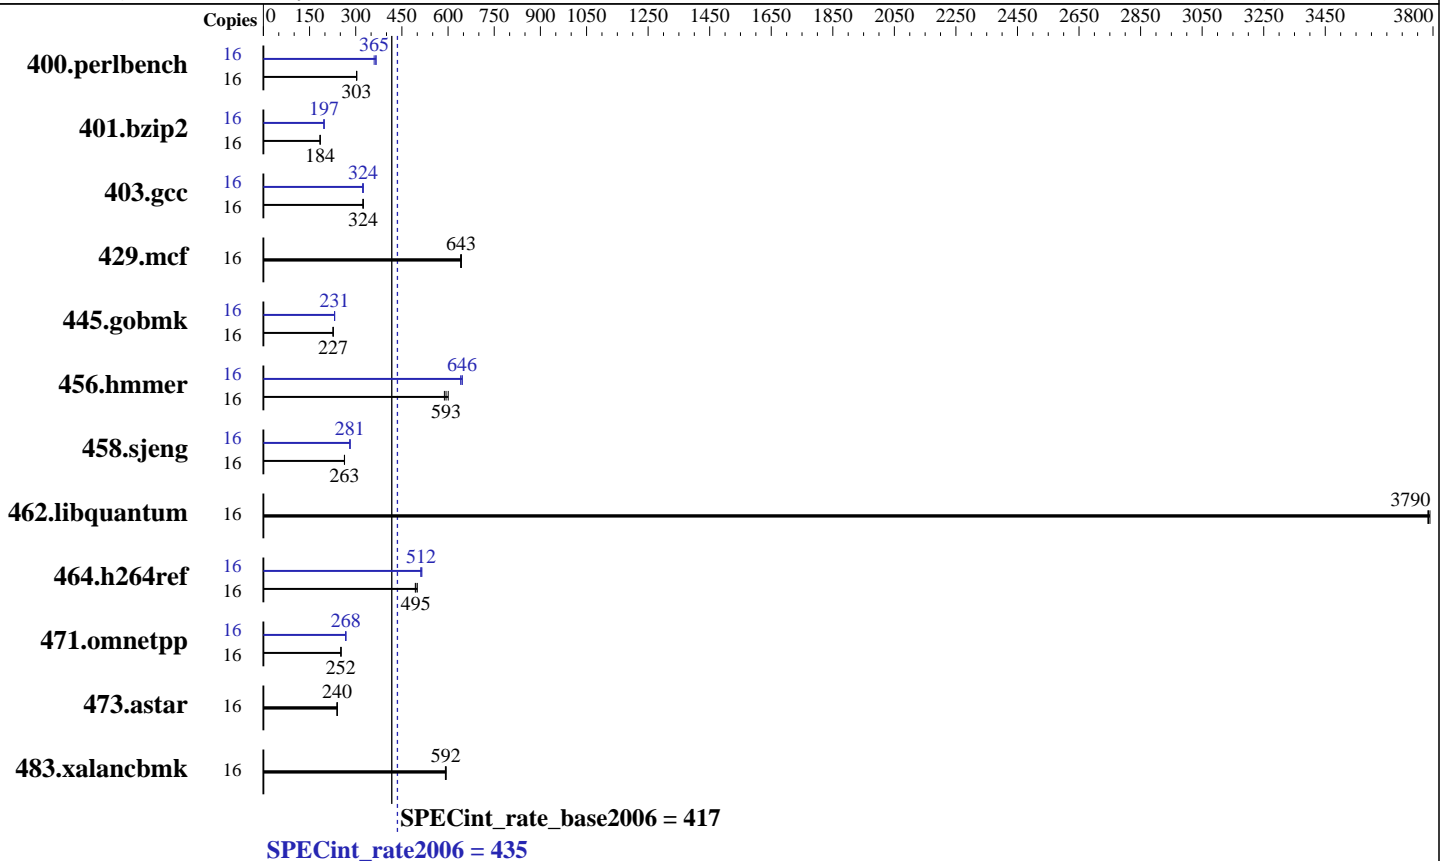 Copies 0 150 300 450 600 750 900 1050 1250 1450 1650 1850 2050 2250 2450 2650 2850 3050 3250 3450 3800
400.perlbench 16 365
16 303
401.bzip2 16 197
16 184
403.gcc 16 324
16 324
429.mcf 16 643
445.gobmk 16 231
16 227
456.hmmer 16 646
16 593
458.sjeng 16 281
16 263
462.libquantum 16 3790
464.h264ref 16 512
16 495
471.omnetpp 16 268
16 252
473.astar 16 240
483.xalancbmk 16 592
SPECint_rate_base2006 = 417
SPECint_rate2006 = 435